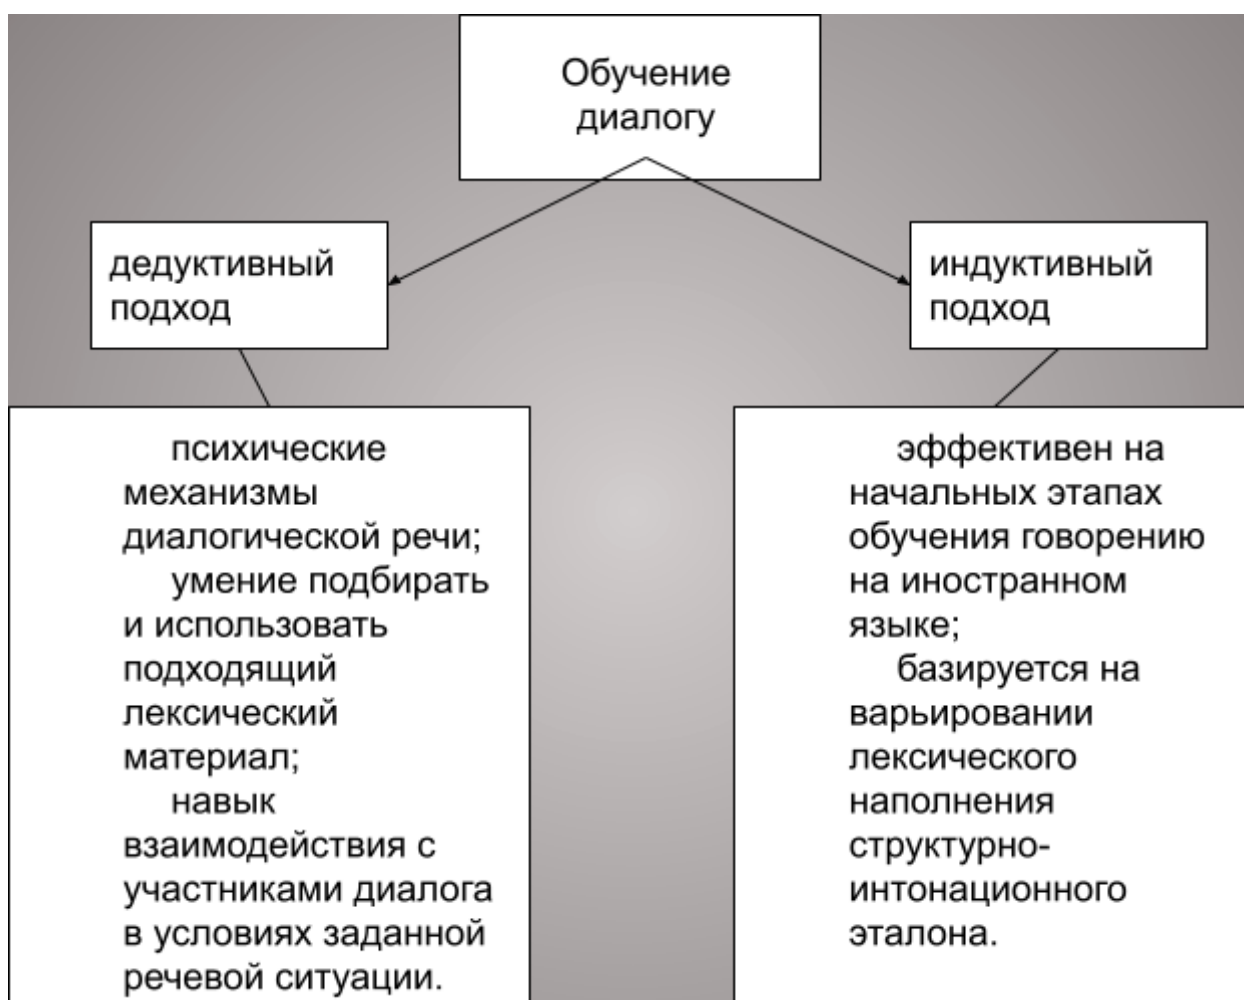 Обучение
диалогу
дедуктивный
подход
индуктивный
подход
психические
механизмы
диалогической речи;
умение подбирать
и использовать
подходящий
лексический
материал;
навык
взаимодействия с
участниками диалога
в условиях заданной
речевой ситуации.
эффективен на
начальных этапах
обучения говорению
на иностранном
языке;
базируется на
варьировании
лексического
наполнения
структурно-
интонационного
эталона.